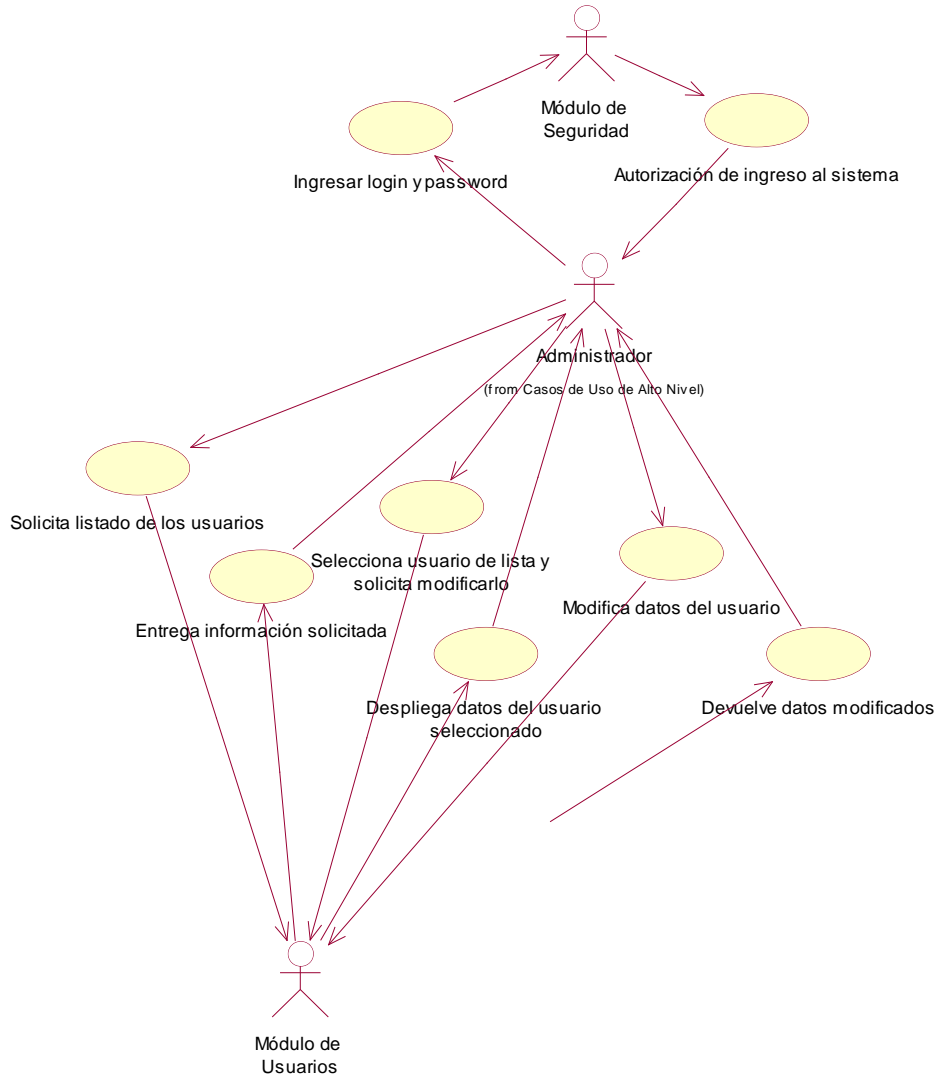 Módulo de
Seguridad
Ingresar login y password
Autorización de ingreso al sistema
Administrador
(from Casos de Uso de Alto Nivel)
Solicita listado de los usuarios
Selecciona usuario de lista y
solicita modificarlo
Modifica datos del usuario
Entrega información solicitada
Despliega datos del usuario
seleccionado
Devuelve datos modificados
Módulo de
Usuarios